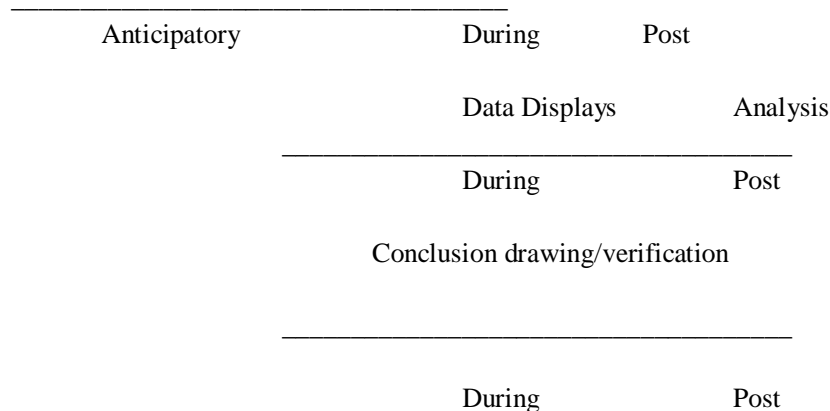 Anticipatory During Post
Data Displays Analysis
During Post
Conclusion drawing/verification
During Post